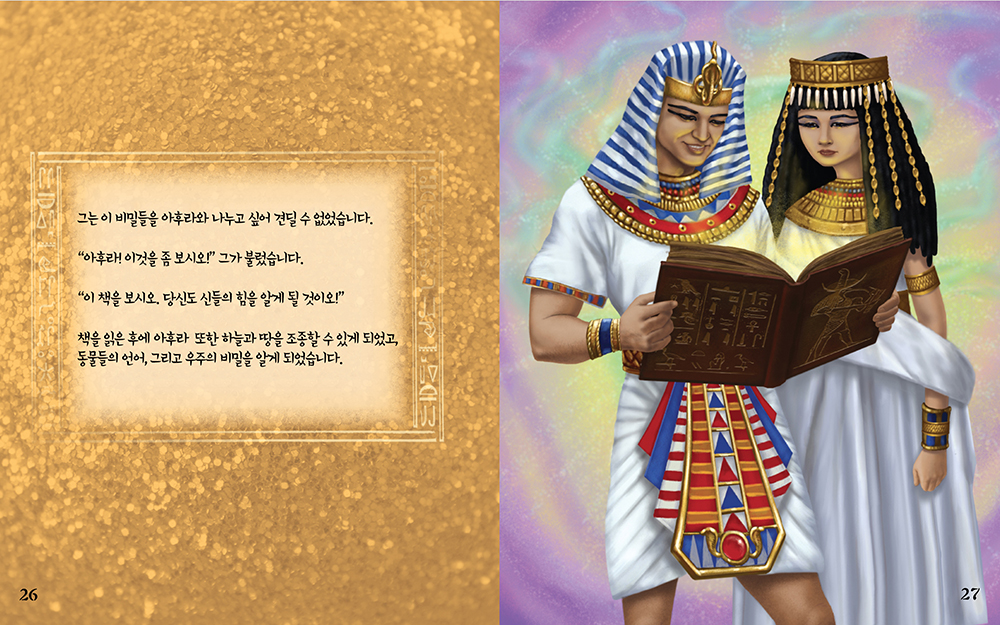 그는 이 비밀들을 아후라와 나누고 싶어 견딜 수 없었습니다.
“아후라! 이것을 좀 보시오!” 그가 불렀습니다.
“이 책을 보시오. 당신도 신들의 힘을 알게 될 것이오!”
책을 읽은 후에 아후라 또한 하늘과 땅을 조종할 수 있게 되었고,
동물들의 언어, 그리고 우주의 비밀을 알게 되었습니다.
26
27